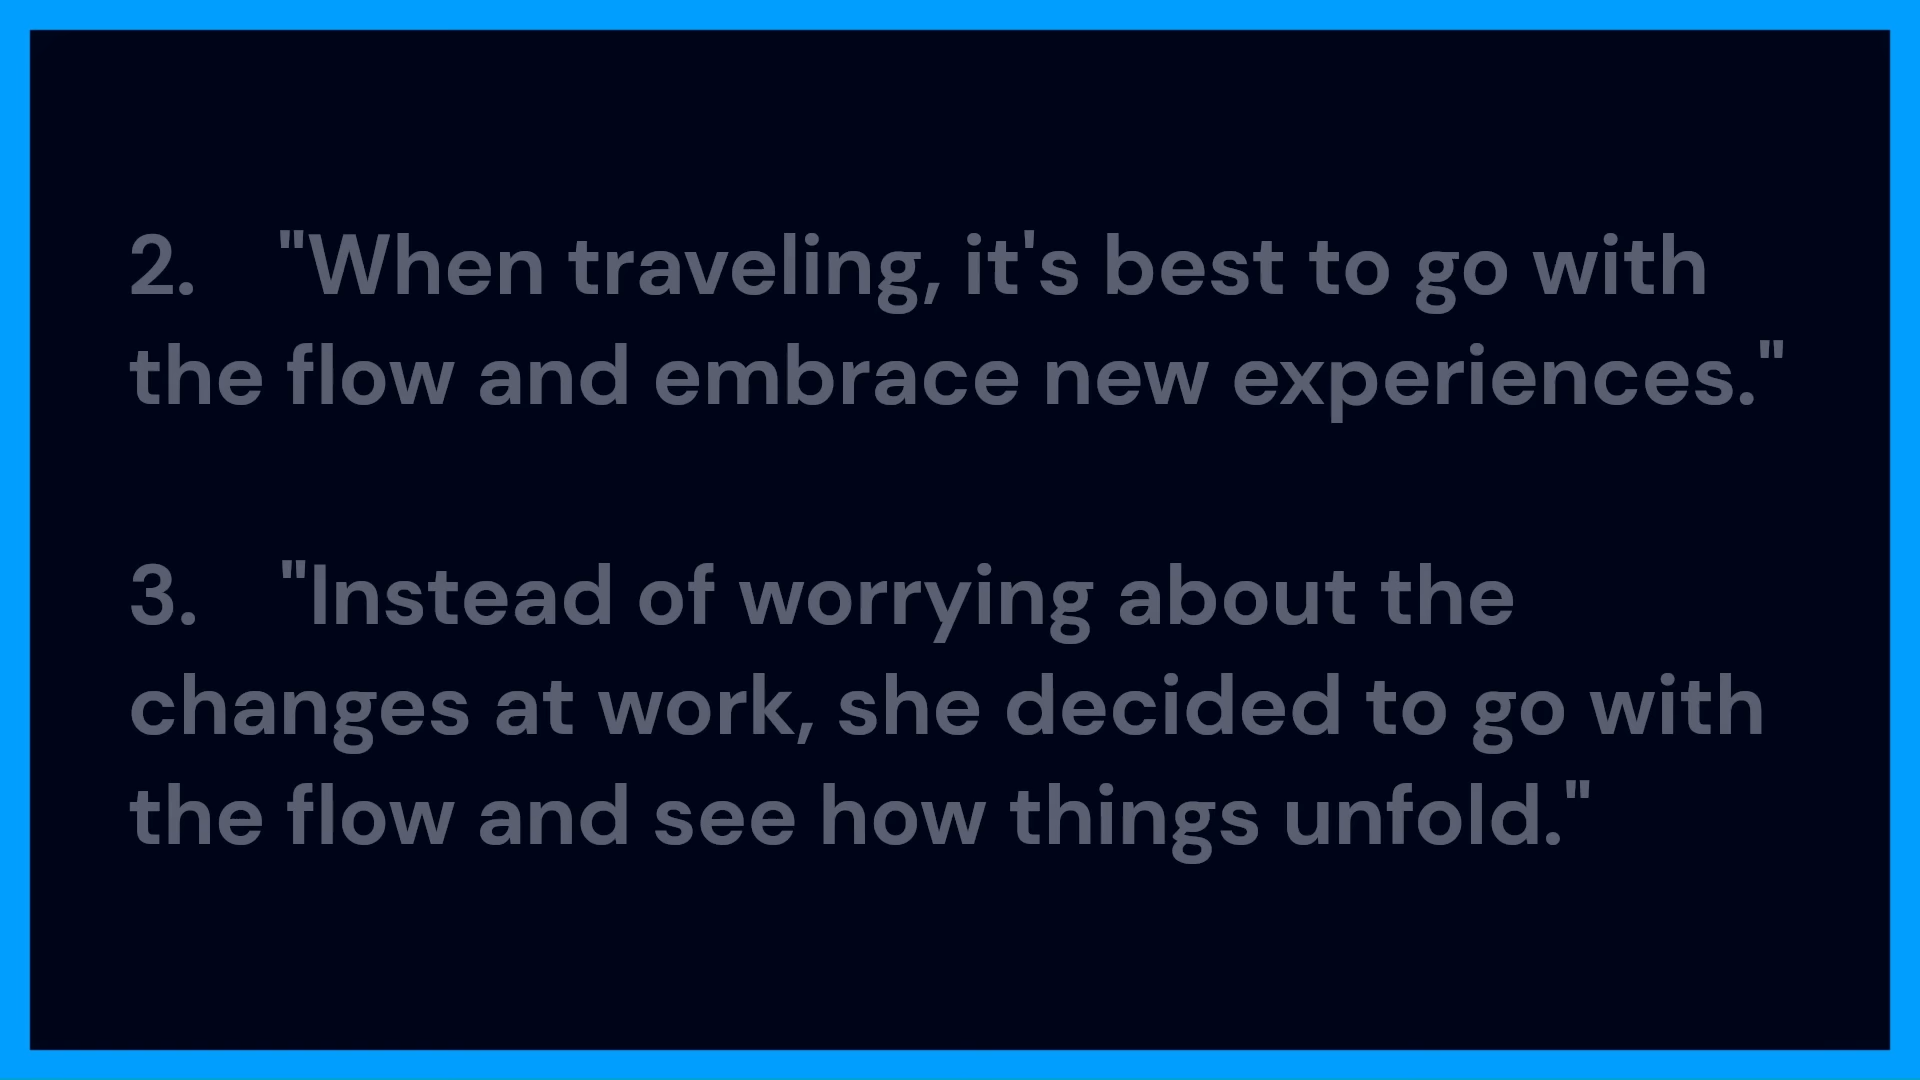 2. "When traveling, it's best to go with
the flow and embrace new experiences."
3. "Instead of worrying about the
changes at work, she decided to go with
the flow and see how things unfold."